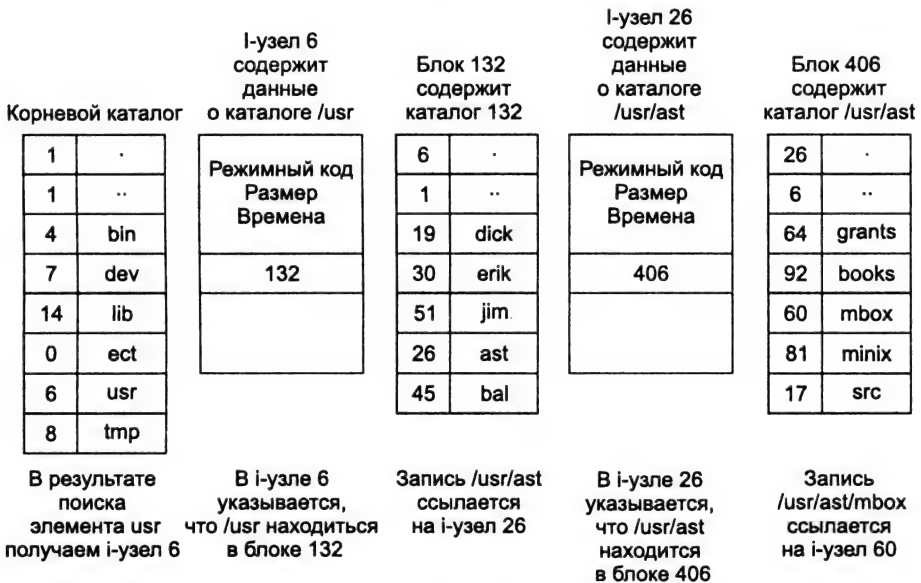 Корневой каталог
1 .
1 ..
4 bin
7 dev
14 lib
0 ect
6 usr
8 tmp
В результате
поиска
элемента usr
получаем i-узел 6
I-узел 6
содержит
данные
о каталоге /usr
Режимный код
Размер
Времена
132
В i-узле 6
указывается,
что /usr находиться
в блоке 132
Блок 132
содержит
каталог 132
6 .
1 ..
19 dick
30 erik
51 jim
26 ast
45 bal
Запись /usr/ast
ссылается
на i-узел 26
I-узел 26
содержит
данные
о каталоге
/usr/ast
Режимный код
Размер
Времена
406
В i-узле 26
указывается,
что /usr/ast
находится
в блоке 406
Блок 406
содержит
каталог /usr/ast
26 .
6 ..
64 grants
92 books
60 mbox
81 minix
17 src
Запись
/usr/ast/mbox
ссылается
на i-узел 60